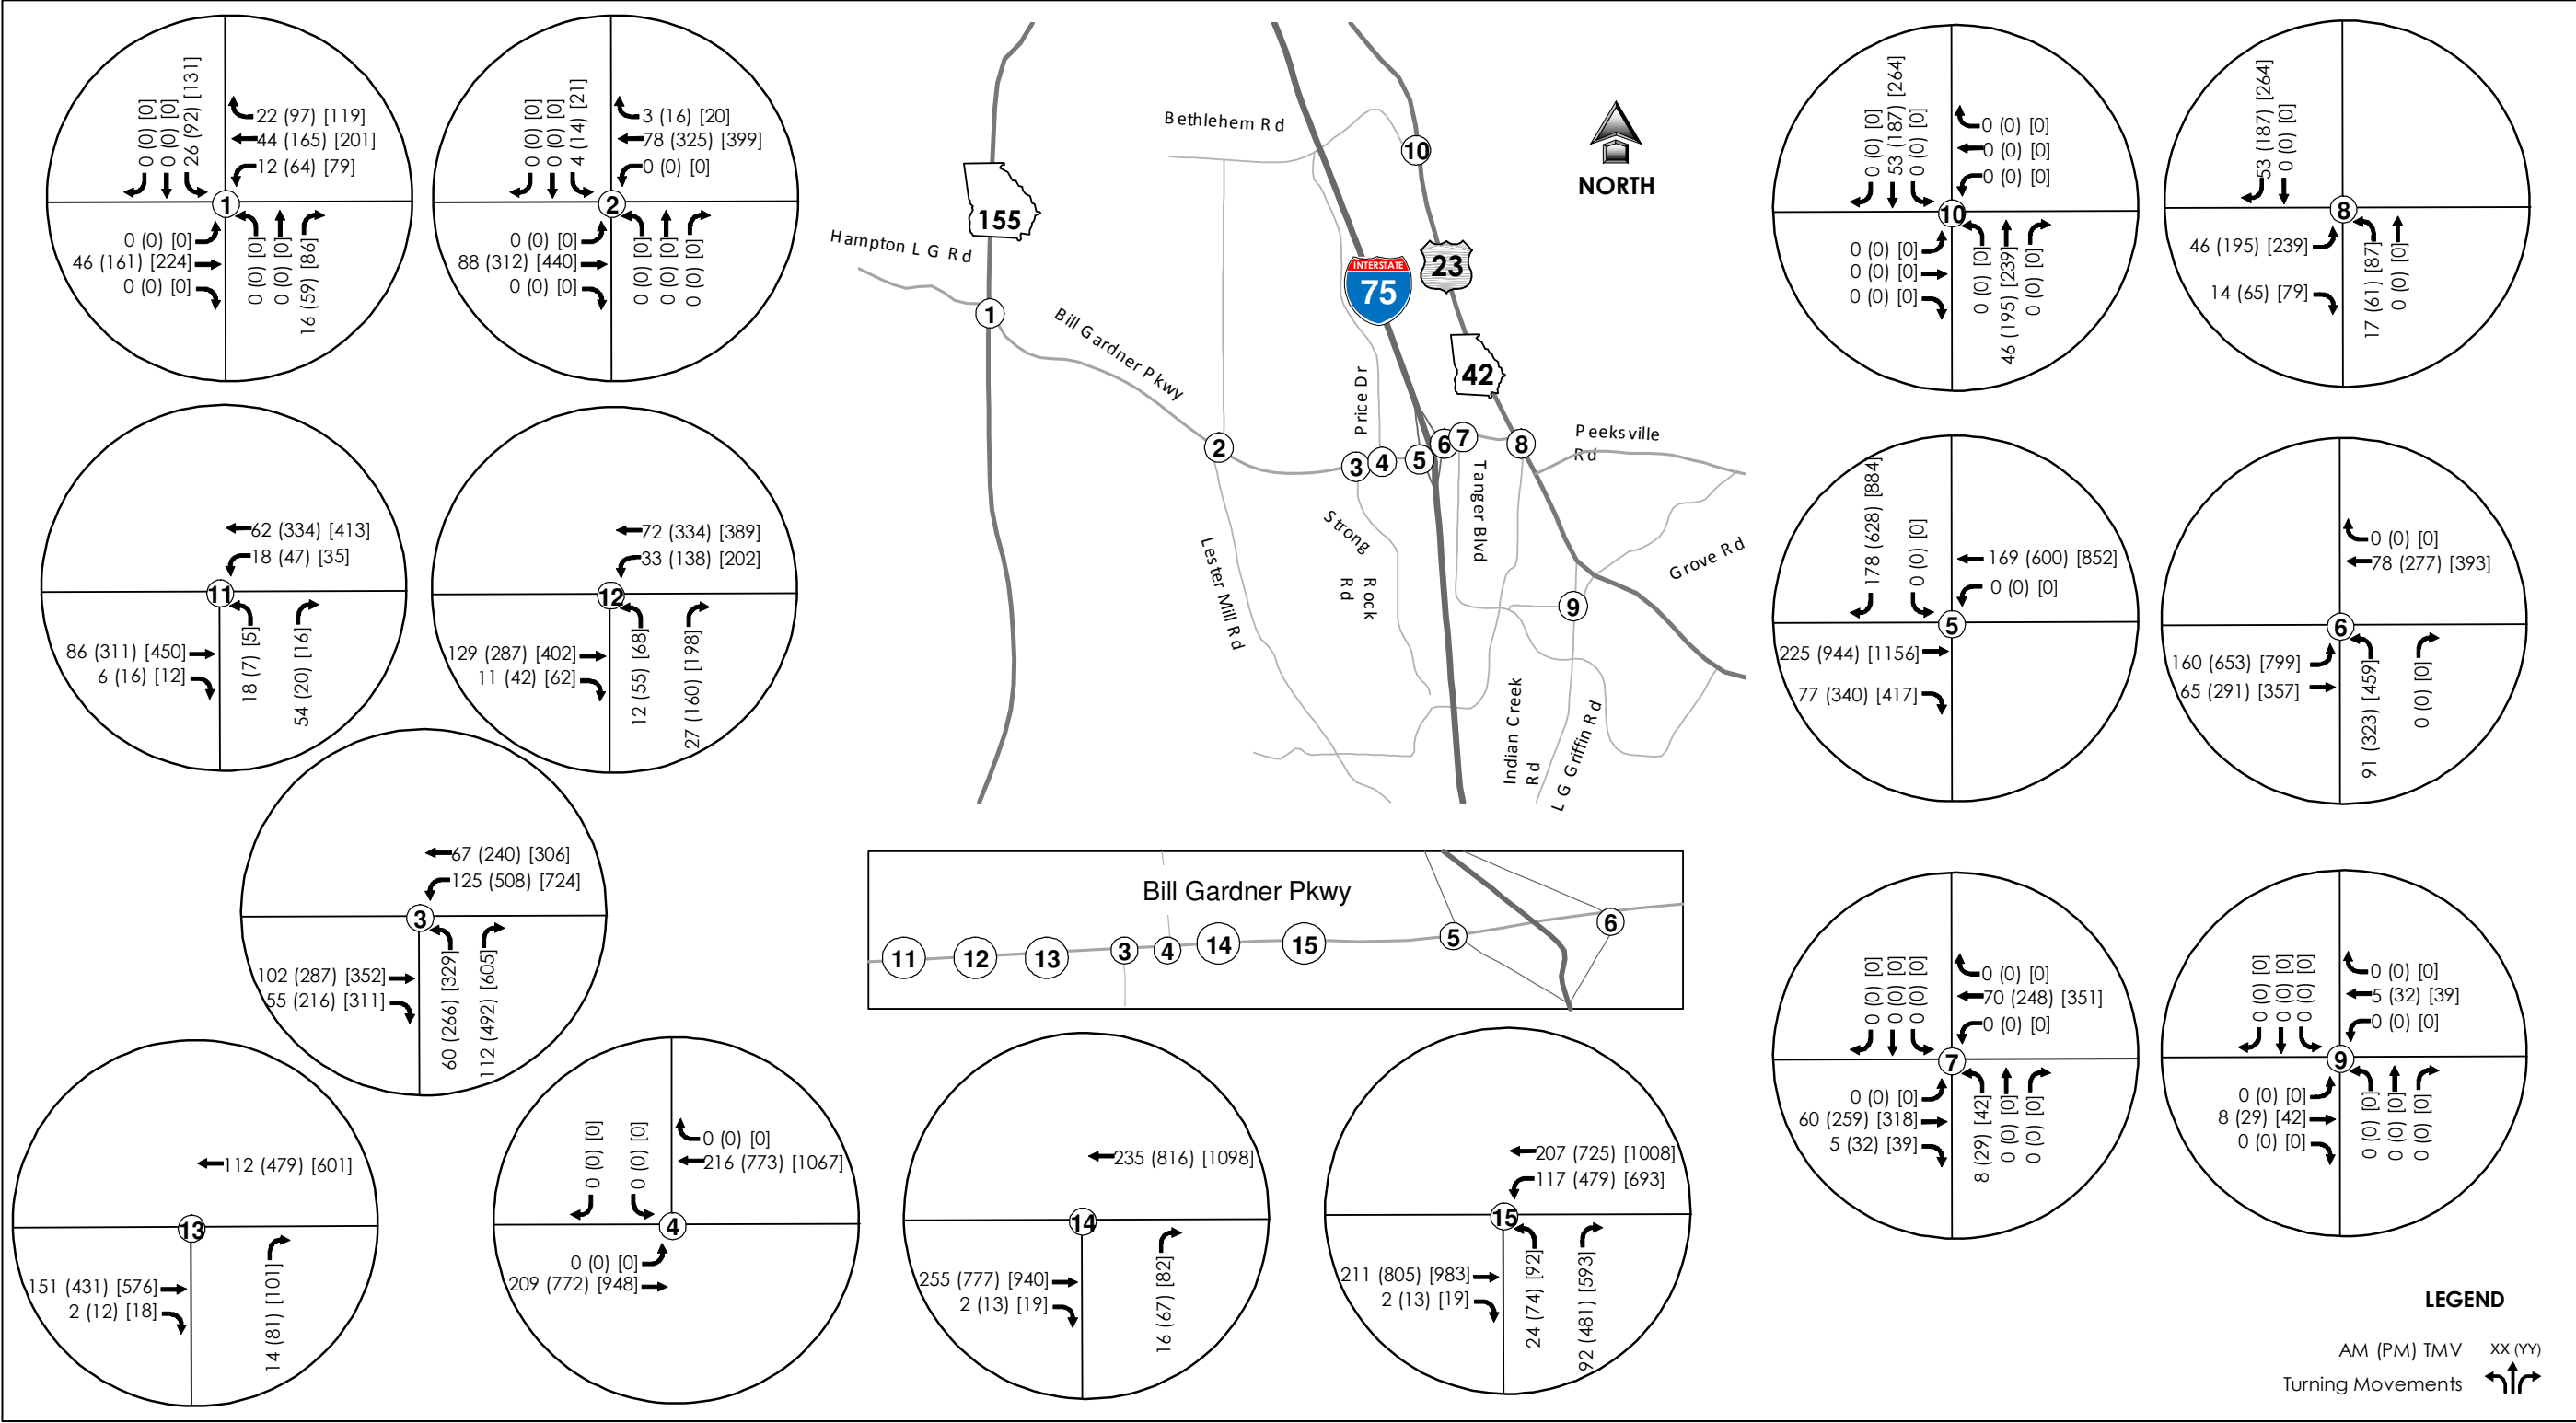 0 (0) [0]
0 (0) [0]
26 (92) [131]
22 (97) [119]
44 (165) [201]
12 (64) [79]
1
0 (0) [0]
46 (161) [224]
0 (0) [0]
0 (0) [0]
0 (0) [0]
16 (59) [86]
0 (0) [0]
0 (0) [0]
4 (14) [21]
3 (16) [20]
78 (325) [399]
0 (0) [0]
2
0 (0) [0]
88 (312) [440]
0 (0) [0]
0 (0) [0]
0 (0) [0]
0 (0) [0]
62 (334) [413]
18 (47) [35]
11
86 (311) [450]
6 (16) [12]
18 (7) [5]
54 (20) [16]
72 (334) [389]
33 (138) [202]
12
129 (287) [402]
11 (42) [62]
12 (55) [68]
27 (160) [198]
67 (240) [306]
125 (508) [724]
3
102 (287) [352]
55 (216) [311]
60 (266) [329]
112 (492) [605]
112 (479) [601]
13
151 (431) [576]
2 (12) [18]
14 (81) [101]
0 (0) [0]
0 (0) [0]
0 (0) [0]
216 (773) [1067]
4
0 (0) [0]
209 (772) [948]
235 (816) [1098]
14
255 (777) [940]
2 (13) [19]
16 (67) [82]
207 (725) [1008]
117 (479) [693]
15
211 (805) [983]
2 (13) [19]
24 (74) [92]
92 (481) [593]
Bethlehem Rd
10
NORTH
155
Hampton L G Rd
INTERSTATE
75
23
1
Bill Gardner Pkwy
42
Price Dr
2
3
4
5
6
7
8
Peeksville
Rd
Tanger Blvd
Strong
Rock
Rd
Lester Mill Rd
Grove Rd
9
Indian Creek
Rd
L G Griffin Rd
Bill Gardner Pkwy
11
12
13
3
4
14
15
5
6
0 (0) [0]
53 (187) [264]
0 (0) [0]
0 (0) [0]
0 (0) [0]
0 (0) [0]
10
0 (0) [0]
0 (0) [0]
0 (0) [0]
0 (0) [0]
46 (195) [239]
0 (0) [0]
53 (187) [264]
0 (0) [0]
8
46 (195) [239]
14 (65) [79]
17 (61) [87]
0 (0) [0]
178 (628) [884]
0 (0) [0]
169 (600) [852]
0 (0) [0]
5
225 (944) [1156]
77 (340) [417]
0 (0) [0]
78 (277) [393]
6
160 (653) [799]
65 (291) [357]
91 (323) [459]
0 (0) [0]
0 (0) [0]
0 (0) [0]
0 (0) [0]
0 (0) [0]
70 (248) [351]
0 (0) [0]
7
0 (0) [0]
60 (259) [318]
5 (32) [39]
8 (29) [42]
0 (0) [0]
0 (0) [0]
0 (0) [0]
0 (0) [0]
0 (0) [0]
0 (0) [0]
5 (32) [39]
0 (0) [0]
9
0 (0) [0]
8 (29) [42]
0 (0) [0]
0 (0) [0]
0 (0) [0]
0 (0) [0]
LEGEND
AM (PM) TMV XX (YY)
Turning Movements